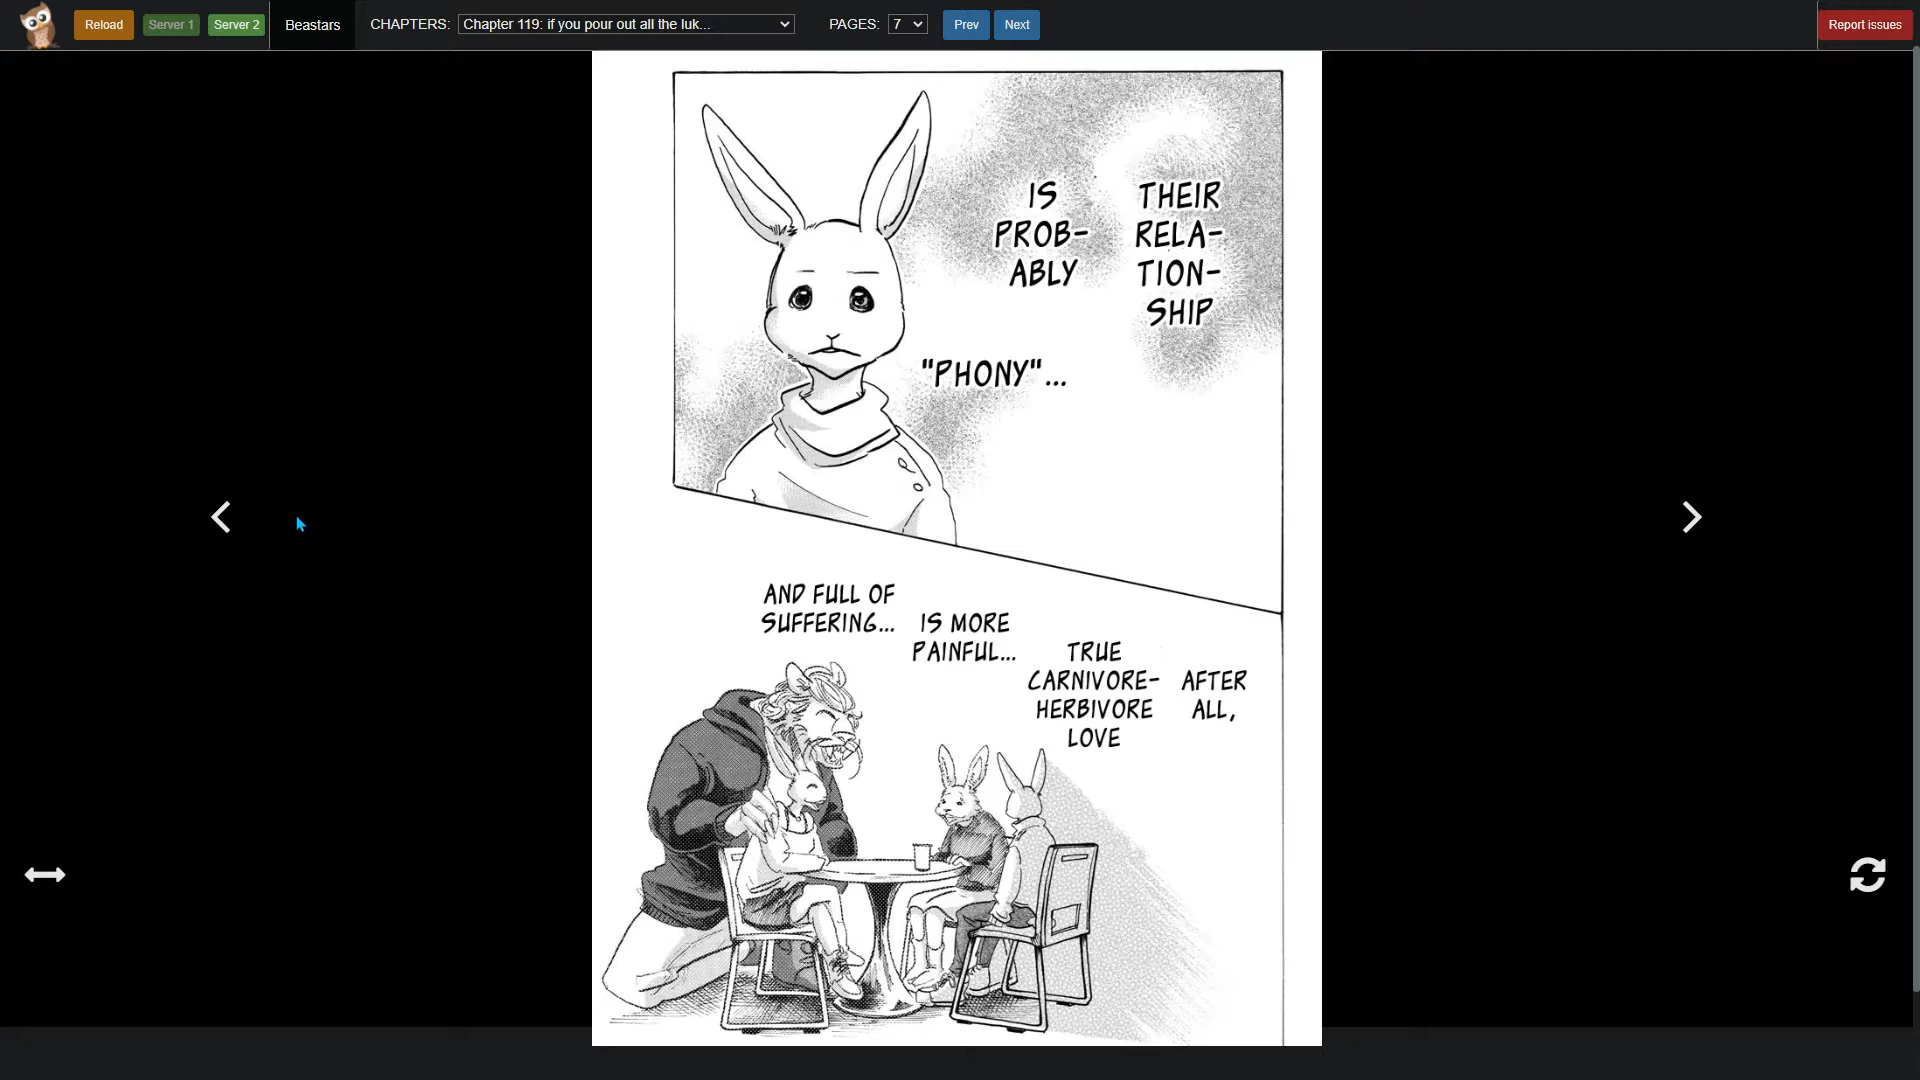 Reload
Server 1
Server 2
Beastars
CHAPTERS:
Chapter 119: if you pour out all the luk...
PAGES:
7
Prev
Next
Report issues
THEIR
RELA-
TION-
SHIP
IS
PROB-
ABLY
"PHONY"...
AFTER
ALL,
TRUE
CARNIVORE-
HERBIVORE
LOVE
IS MORE
PAINFUL...
AND FULL OF
SUFFERING...